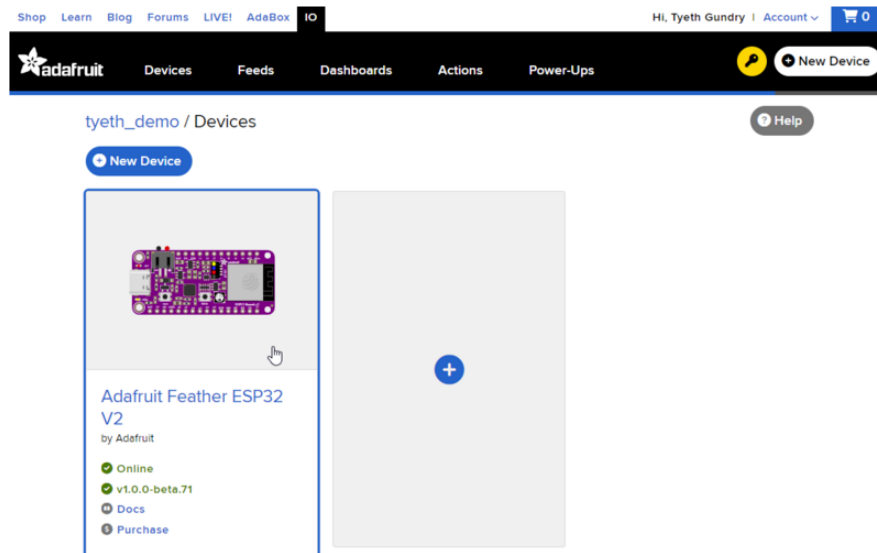 Shop Learn Blog Forums LIVE! AdaBox IO Hi, Tyeth Gundry | Account 0
adafruit Devices Feeds Dashboards Actions Power-Ups New Device
tyeth_demo / Devices Help
New Device
Adafruit Feather ESP32
V2
by Adafruit
Online
v1.0.0-beta.71
Docs
Purchase